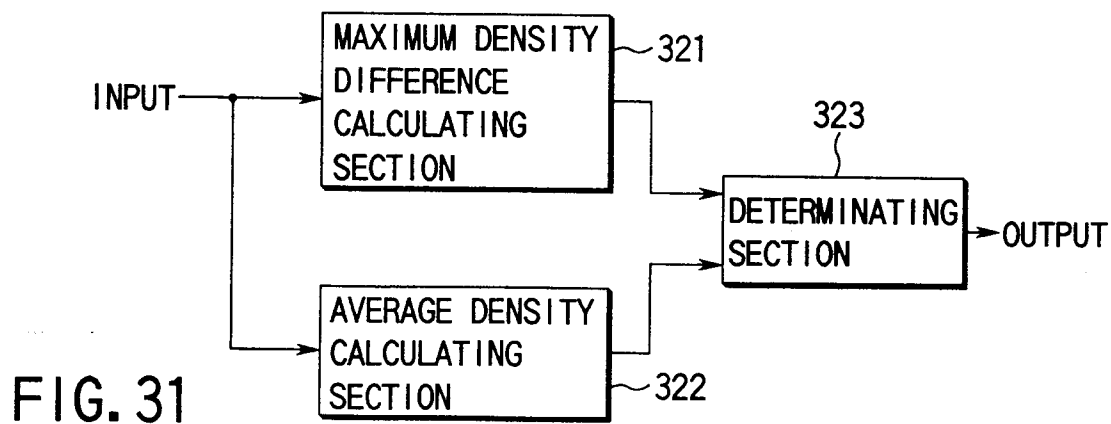 MAXIMUM DENSITY
DIFFERENCE
CALCULATING
SECTION
321
INPUT
323
DETERMINATING
SECTION
OUTPUT
AVERAGE DENSITY
CALCULATING
SECTION
322
FIG. 31